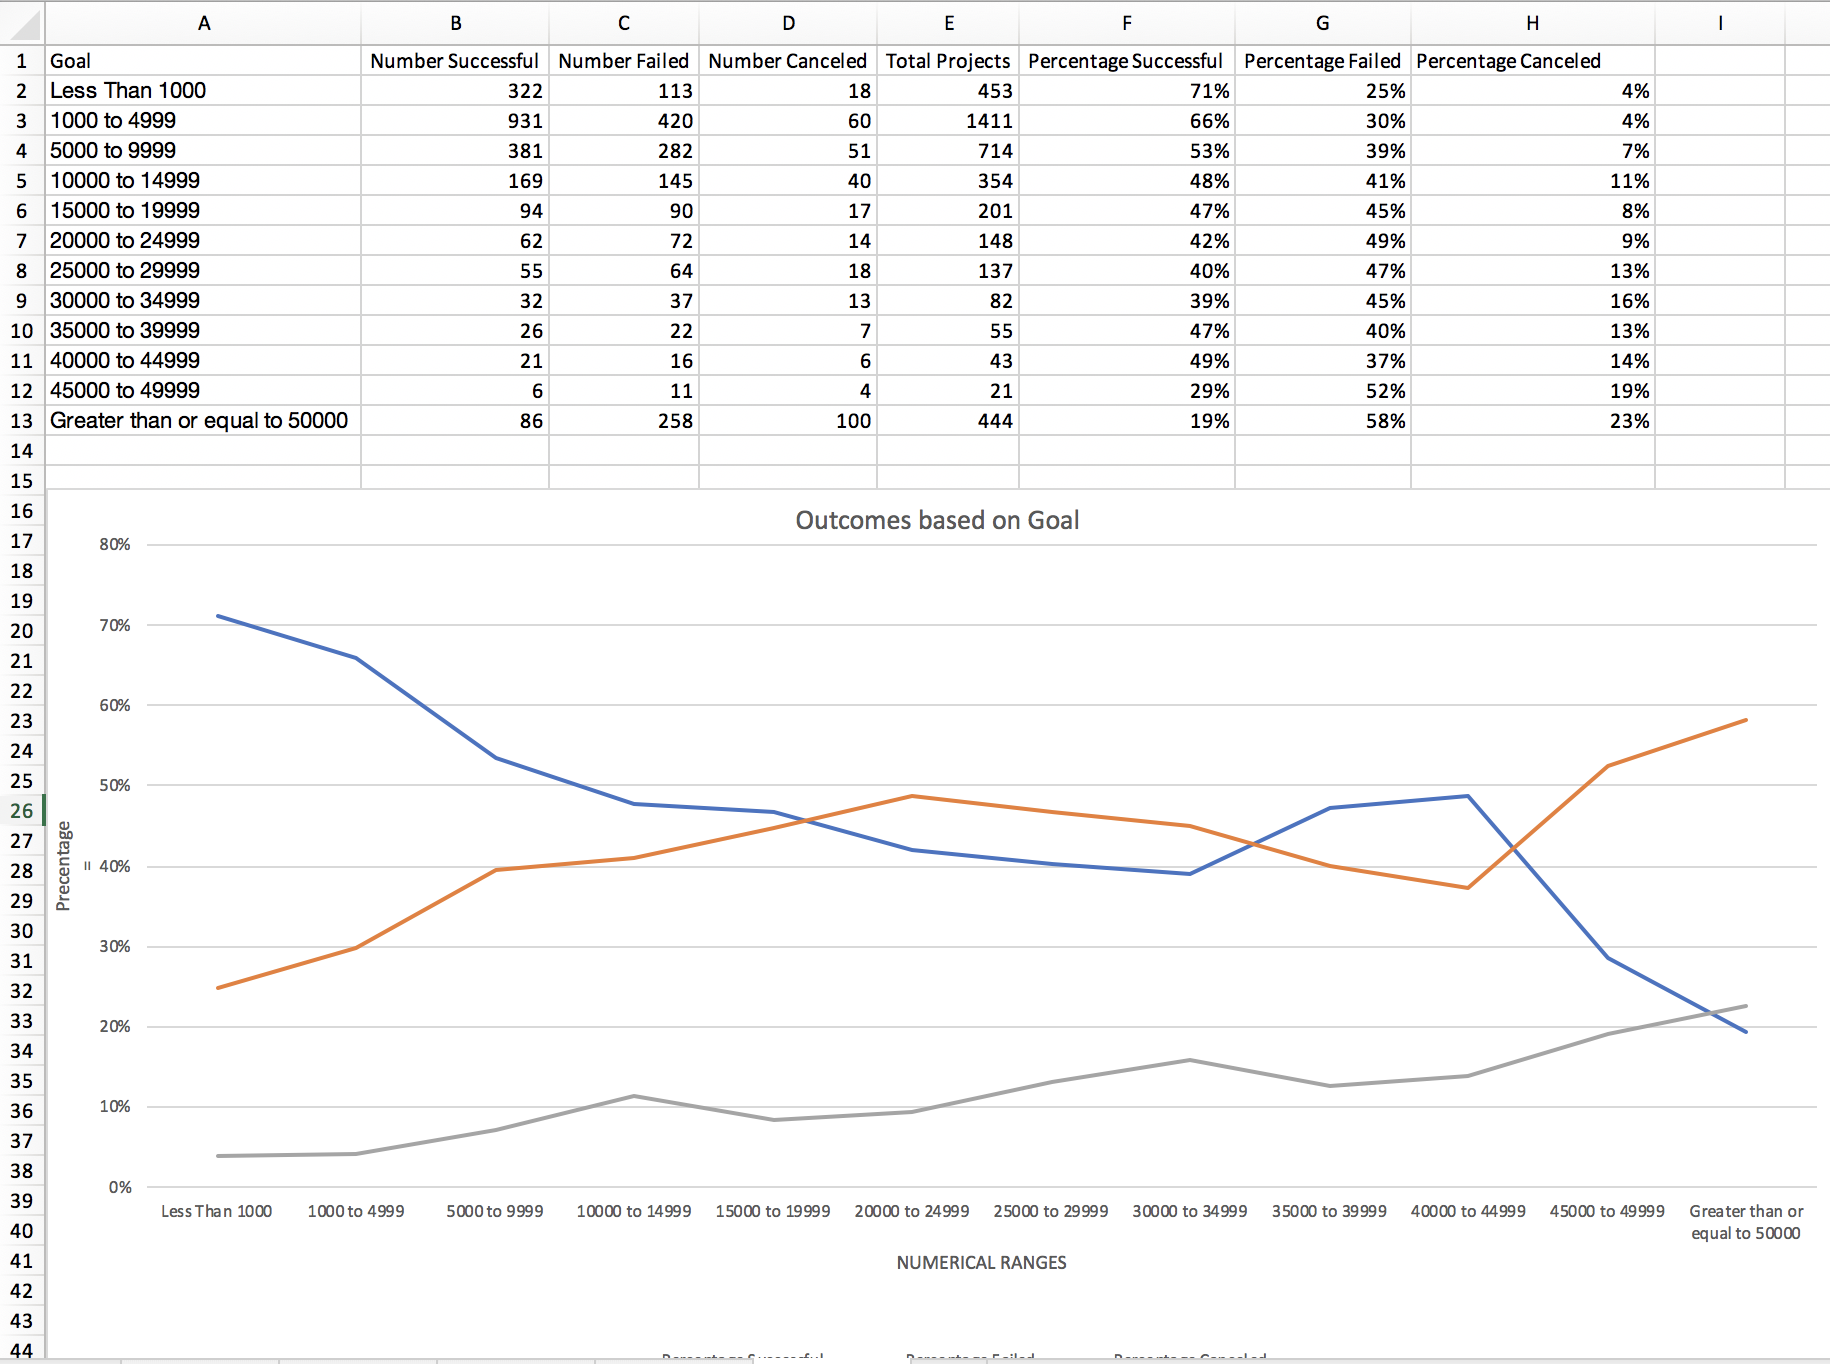 A B C D E F G H I
1 Goal Number Successful Number Failed Number Canceled Total Projects Percentage Successful Percentage Failed Percentage Canceled
2 Less Than 1000 322 113 18 453 71% 25% 4%
3 1000 to 4999 931 420 60 1411 66% 30% 4%
4 5000 to 9999 381 282 51 714 53% 39% 7%
5 10000 to 14999 169 145 40 354 48% 41% 11%
6 15000 to 19999 94 90 17 201 47% 45% 8%
7 20000 to 24999 62 72 14 148 42% 49% 9%
8 25000 to 29999 55 64 18 137 40% 47% 13%
9 30000 to 34999 32 37 13 82 39% 45% 16%
10 35000 to 39999 26 22 7 55 47% 40% 13%
11 40000 to 44999 21 16 6 43 49% 37% 14%
12 45000 to 49999 6 11 4 21 29% 52% 19%
13 Greater than or equal to 50000 86 258 100 444 19% 58% 23%
14
15
16
17
18
19
20
21
22
23
24
25
26
27
28
29
30
31
32
33
34
35
36
37
38
39
40
41
42
43
44
Outcomes based on Goal
80%
70%
60%
50%
40%
30%
20%
10%
0%
Precentage
=
Less Than 1000 1000 to 4999 5000 to 9999 10000 to 14999 15000 to 19999 20000 to 24999 25000 to 29999 30000 to 34999 35000 to 39999 40000 to 44999 45000 to 49999 Greater than or
equal to 50000
NUMERICAL RANGES
Percentage Successful Percentage Failed Percentage Canceled